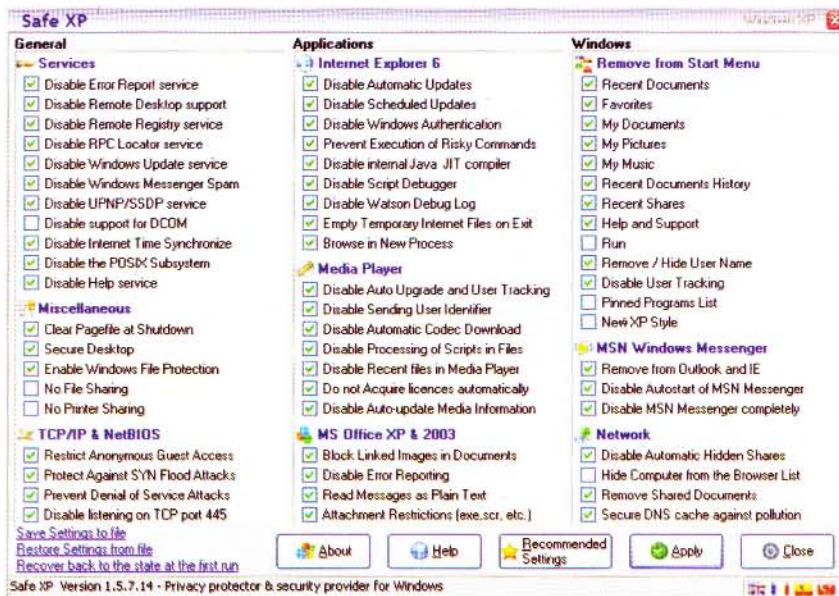 Safe XP
Windows XP
General
Services
Disable Error Report service
Disable Remote Desktop support
Disable Remote Registry service
Disable RPC Locator service
Disable Windows Update service
Disable Windows Messenger Spam
Disable UPNP/SSDP service
Disable support for DCOM
Disable Internet Time Synchronize
Disable the POSIX Subsystem
Disable Help service
Miscellaneous
Clear Pagefile at Shutdown
Secure Desktop
Enable Windows File Protection
No File Sharing
No Printer Sharing
TCP/IP & NetBIOS
Restrict Anonymous Guest Access
Protect Against SYN Flood Attacks
Prevent Denial of Service Attacks
Disable listening on TCP port 445
Applications
Internet Explorer 6
Disable Automatic Updates
Disable Scheduled Updates
Disable Windows Authentication
Prevent Execution of Risky Commands
Disable internal Java JIT compiler
Disable Script Debugger
Disable Watson Debug Log
Empty Temporary Internet Files on Exit
Browse in New Process
Media Player
Disable Auto Upgrade and User Tracking
Disable Sending User Identifier
Disable Automatic Codec Download
Disable Processing of Scripts in Files
Disable Recent files in Media Player
Do not Acquire licences automatically
Disable Auto-update Media Information
MS Office XP & 2003
Block Linked Images in Documents
Disable Error Reporting
Read Messages as Plain Text
Attachment Restrictions (exe,scr, etc.)
Windows
Remove from Start Menu
Recent Documents
Favorites
My Documents
My Pictures
My Music
Recent Documents History
Recent Shares
Help and Support
Run
Remove / Hide User Name
Disable User Tracking
Pinned Programs List
New XP Style
MSN Windows Messenger
Remove from Outlook and IE
Disable Autostart of MSN Messenger
Disable MSN Messenger completely
Network
Disable Automatic Hidden Shares
Hide Computer from the Browser List
Remove Shared Documents
Secure DNS cache against pollution
Save Settings to file
Restore Settings from file
Recover back to the state at the first run
About
Help
Recommended
Settings
Apply
Close
Safe XP Version 1.5.7.14 - Privacy protector & security provider for Windows